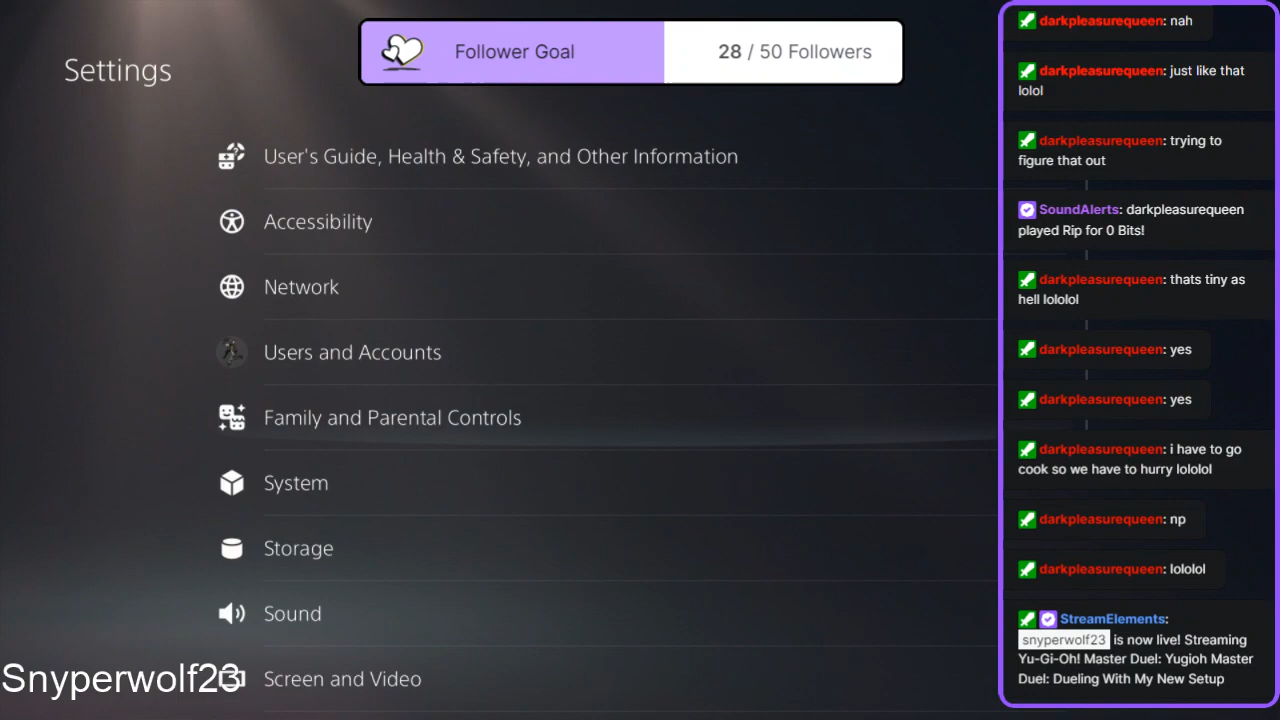 Settings
Follower Goal
28 / 50 Followers
User's Guide, Health & Safety, and Other Information
Accessibility
Network
Users and Accounts
Family and Parental Controls
System
Storage
Sound
Screen and Video
Snyperwolf23
darkpleasurequeen: nah
darkpleasurequeen: just like that
lolol
darkpleasurequeen: trying to
figure that out
SoundAlerts: darkpleasurequeen
played Rip for 0 Bits!
darkpleasurequeen: thats tiny as
hell lololol
darkpleasurequeen: yes
darkpleasurequeen: yes
darkpleasurequeen: i have to go
cook so we have to hurry lololol
darkpleasurequeen: np
darkpleasurequeen: lololol
StreamElements:
snyperwolf23 is now live! Streaming
Yu-Gi-Oh! Master Duel: Yugioh Master
Duel: Dueling With My New Setup